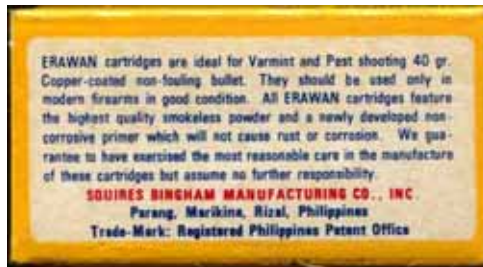 ERAWAN cartridges are ideal for Varmint and Pest shooting 40 gr.
Copper-coated non-fouling bullet. They should be used only in
modern firearms in good condition. All ERAWAN cartridges feature
the highest quality smokeless powder and a newly developed non-
corrosive primer which will not cause rust or corrosion. We gua-
rantee to have exercised the most reasonable care in the manufacture
of these cartridges but assume no further responsibility.
SQUIRES BINGHAM MANUFACTURING CO., INC.
Parang, Marikina, Rizal, Philippines
Trade-Mark: Registered Philippines Patent Office